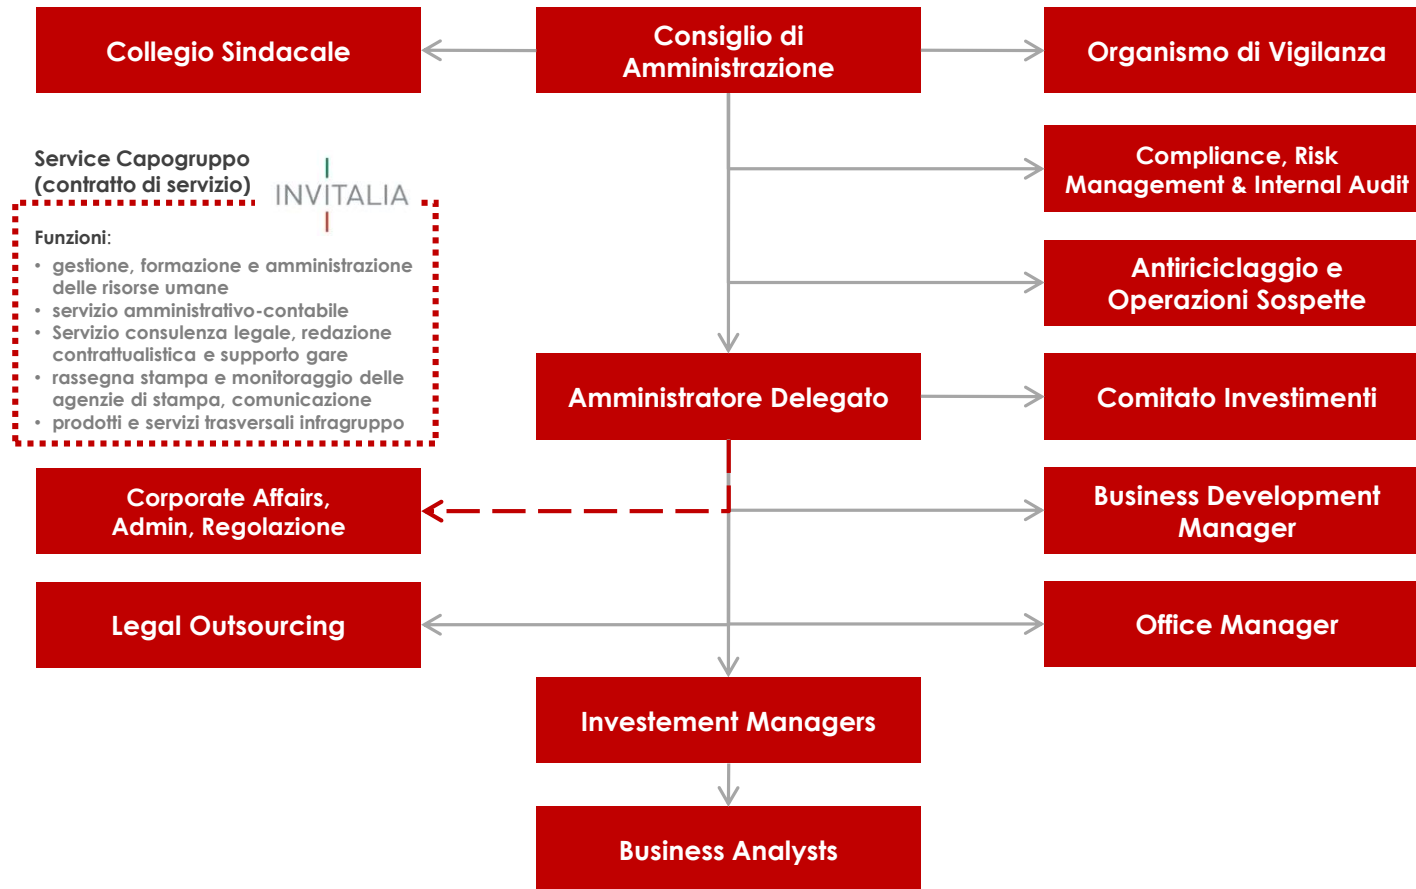 Collegio Sindacale
Consiglio di
Amministrazione
Organismo di Vigilanza
Service Capogruppo
(contratto di servizio)
INVITALIA
Funzioni:
• gestione, formazione e amministrazione
delle risorse umane
• servizio amministrativo-contabile
• Servizio consulenza legale, redazione
contrattualistica e supporto gare
• rassegna stampa e monitoraggio delle
agenzie di stampa, comunicazione
• prodotti e servizi trasversali infragruppo
Compliance, Risk
Management & Internal Audit
Antiriciclaggio e
Operazioni Sospette
Amministratore Delegato
Comitato Investimenti
Corporate Affairs,
Admin, Regolazione
Business Development
Manager
Legal Outsourcing
Office Manager
Investement Managers
Business Analysts